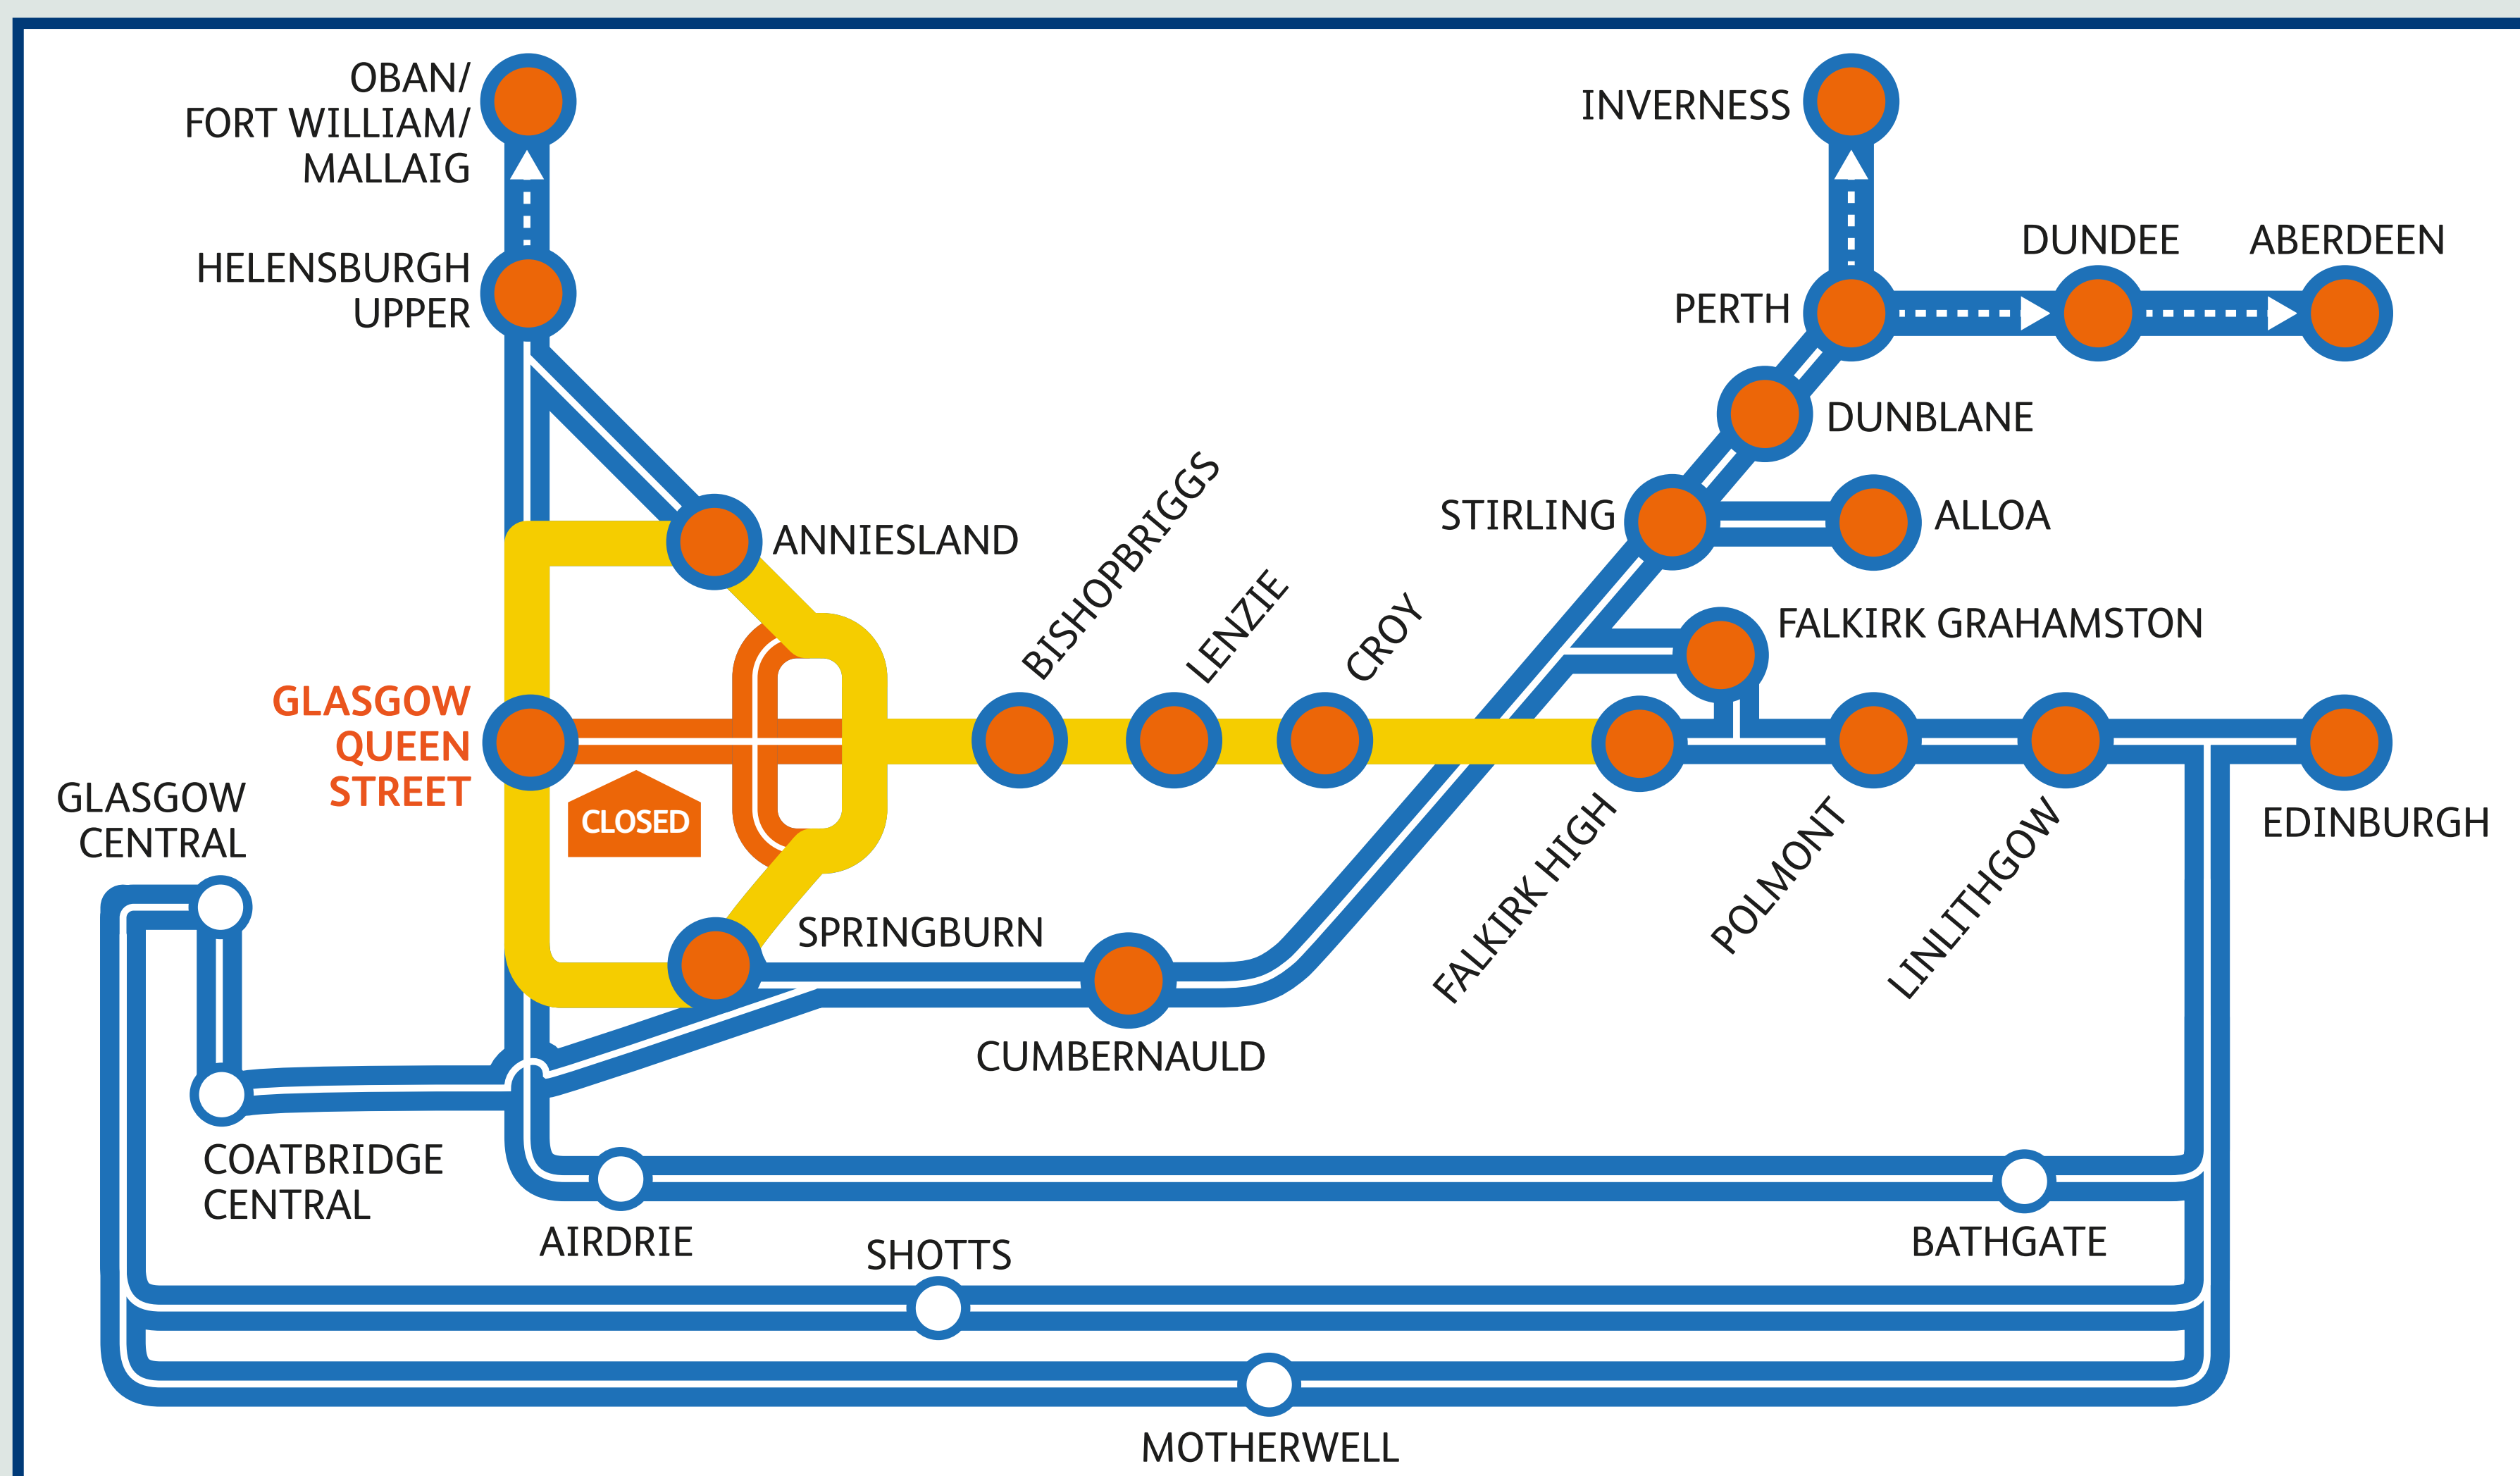 OBAN/
FORT WILLIAM/
MALLAIG
INVERNESS
HELENSBURGH
UPPER
DUNDEE
ABERDEEN
PERTH
DUNBLANE
ANNIESLAND
BISHOPBRIGGS
LENZIE
CROY
STIRLING
ALLOA
FALKIRK GRAHAMSTON
GLASGOW
QUEEN
STREET
CLOSED
GLASGOW
CENTRAL
FALKIRK HIGH
POLMONT
LINLITHGOW
EDINBURGH
SPRINGBURN
CUMBERNAULD
COATBRIDGE
CENTRAL
AIRDRIE
SHOTTS
BATHGATE
MOTHERWELL